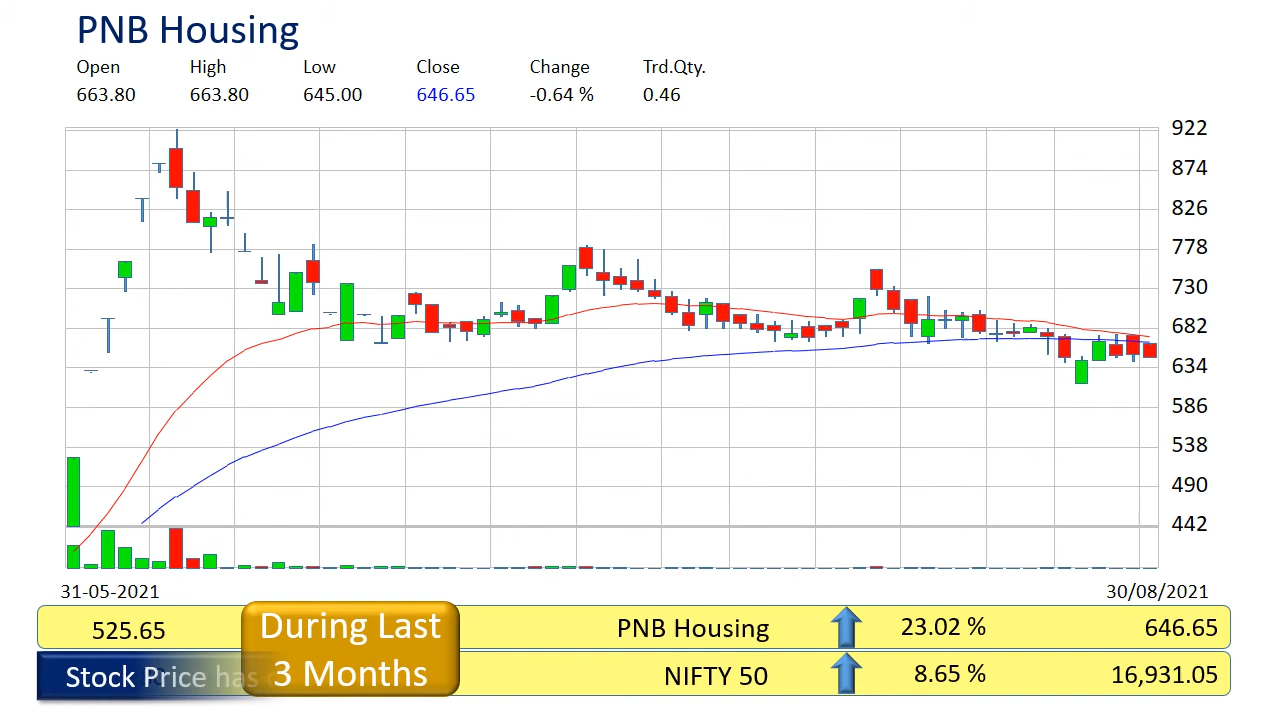 PNB Housing
Open High Low Close Change Trd.Qty.
663.80 663.80 645.00 646.65 -0.64 % 0.46
922
874
826
778
730
682
634
586
538
490
442
31-05-2021 30/08/2021
525.65 During Last PNB Housing 23.02 % 646.65
Stock Price has 3 Months NIFTY 50 8.65 % 16,931.05